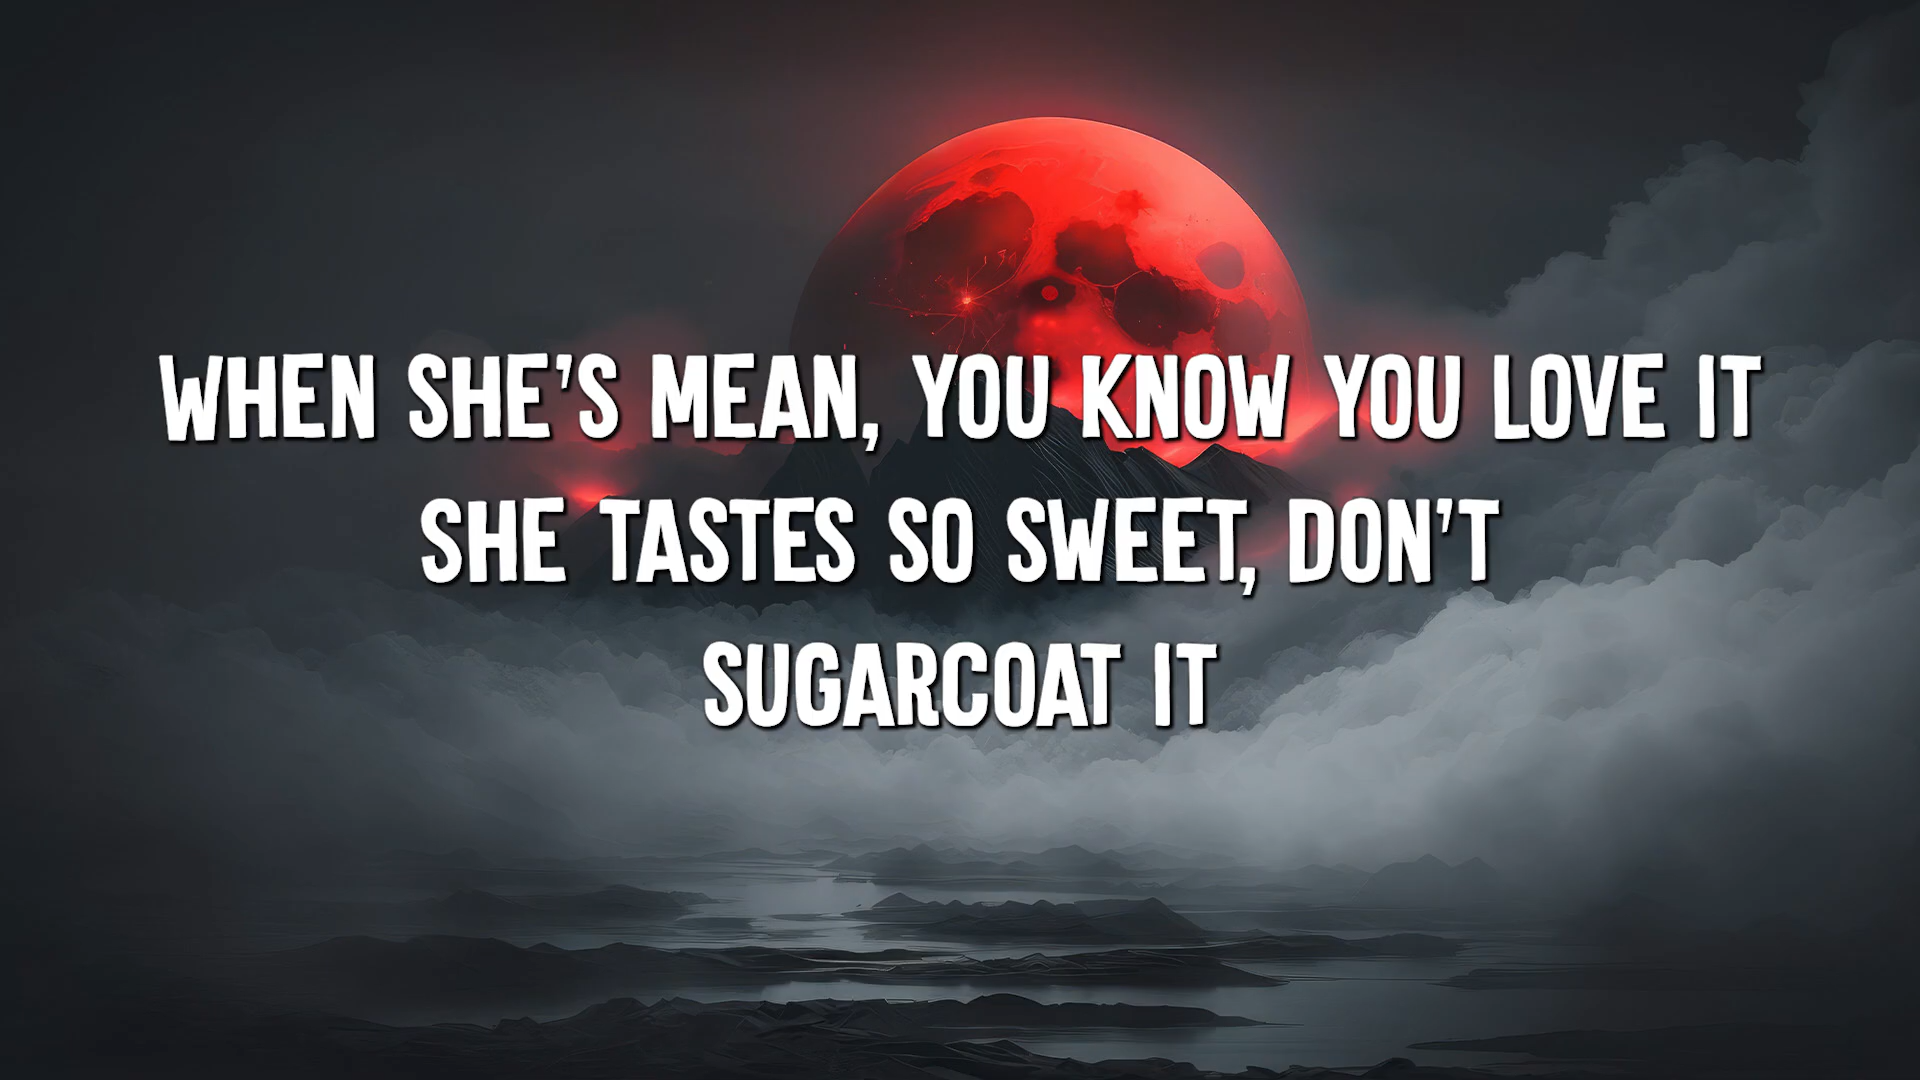 WHEN SHE'S MEAN, YOU KNOW YOU LOVE IT
SHE TASTES SO SWEET, DON'T
SUGARCOAT IT